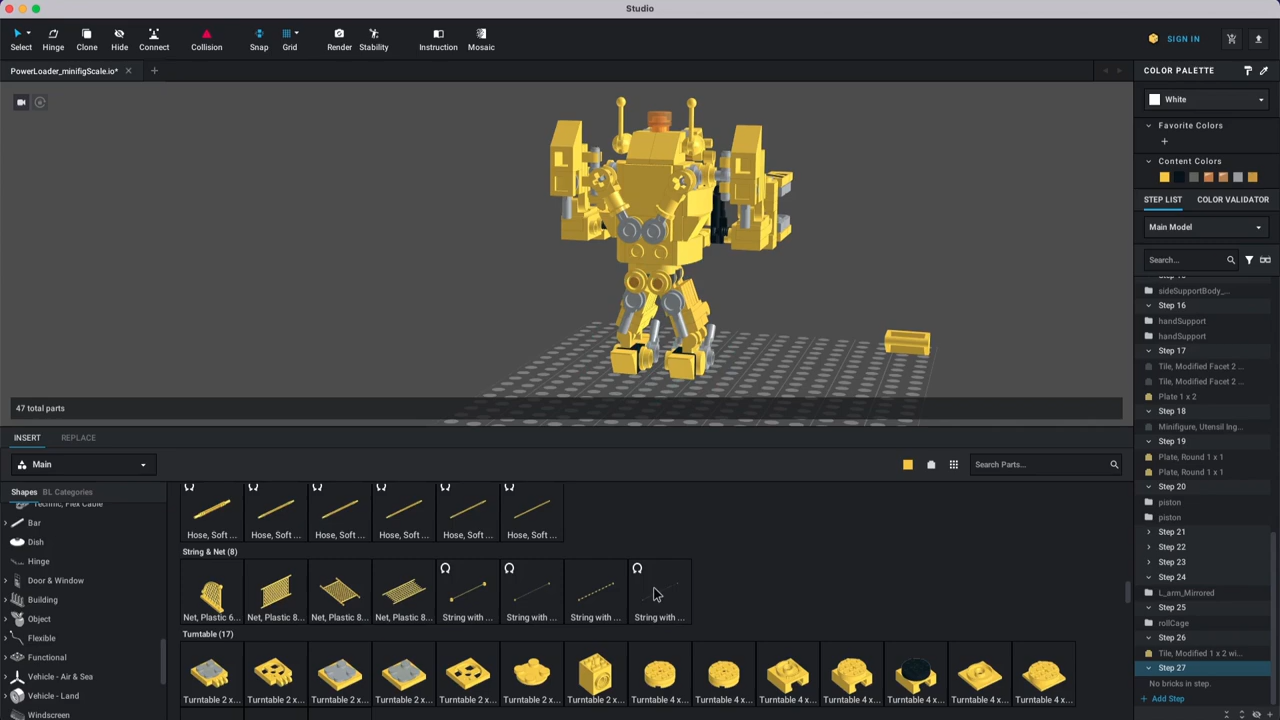 Studio
Select Hinge Clone Hide Connect Collision Snap Grid Render Stability Instruction Mosaic
SIGN IN
PowerLoader_minifigScale.io*
COLOR PALETTE
White
Favorite Colors
Content Colors
STEP LIST COLOR VALIDATOR
Main Model
Search...
sideSupportBody_...
Step 16
handSupport
handSupport
Step 17
Tile, Modified Facet 2 ...
Tile, Modified Facet 2 ...
Plate 1 x 2
Step 18
Minifigure, Utensil Ing...
Step 19
Plate, Round 1 x 1
Plate, Round 1 x 1
Step 20
piston
piston
Step 21
Step 22
Step 23
Step 24
L_arm_Mirrored
Step 25
rollCage
Step 26
Tile, Modified 1 x 2 wi...
Step 27
No bricks in step.
+ Add Step
47 total parts
INSERT REPLACE
Main
Search Parts...
Shapes BL Categories
Technic, Flex Cable
Bar
Dish
Hinge
Door & Window
Building
Object
Flexible
Functional
Vehicle - Air & Sea
Vehicle - Land
Windscreen
Hose, Soft ... Hose, Soft ... Hose, Soft ... Hose, Soft ... Hose, Soft ... Hose, Soft ...
String & Net (8)
Net, Plastic 6... Net, Plastic 8... Net, Plastic 8... Net, Plastic 8... String with ... String with ... String with ... String with ...
Turntable (17)
Turntable 2 x... Turntable 2 x... Turntable 2 x... Turntable 2 x... Turntable 2 x... Turntable 2 x... Turntable 2 x... Turntable 4 x... Turntable 4 x... Turntable 4 x... Turntable 4 x... Turntable 4 x... Turntable 4 x... Turntable 4 x...